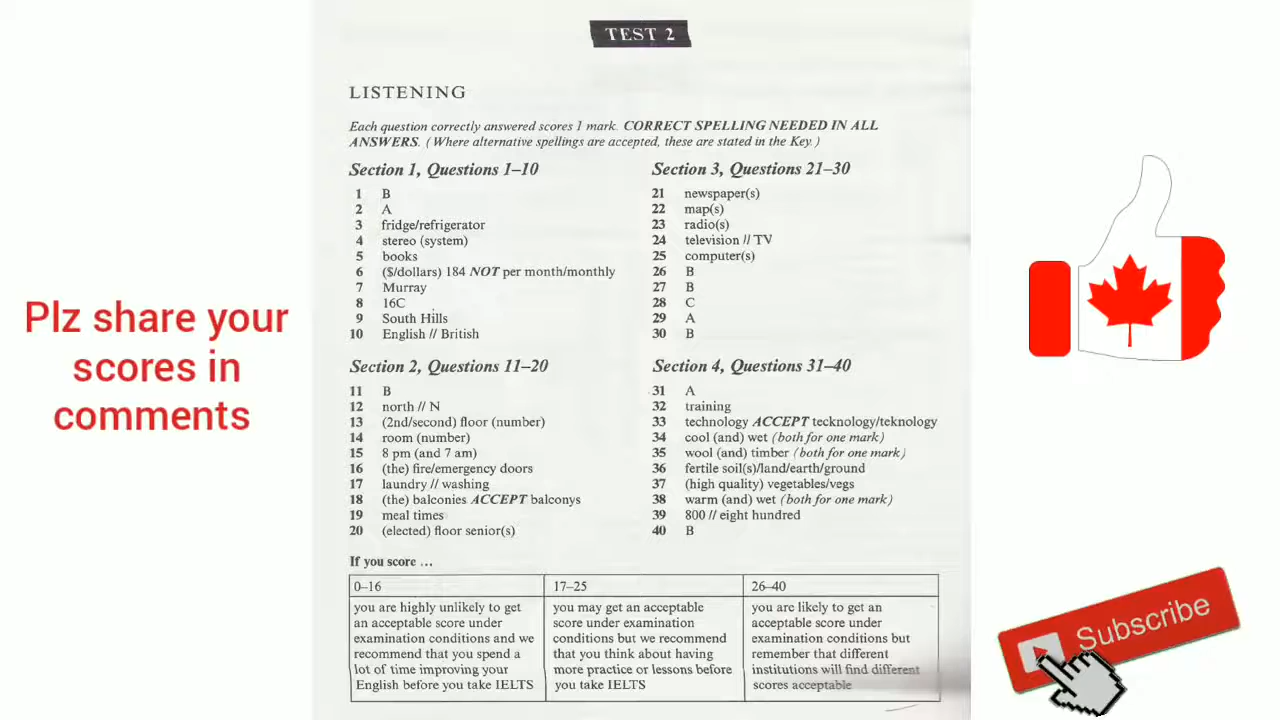 TEST 2
LISTENING
Each question correctly answered scores 1 mark. CORRECT SPELLING NEEDED IN ALL
ANSWERS. (Where alternative spellings are accepted, these are stated in the Key.)
Section 1, Questions 1–10
1 B
2 A
3 fridge/refrigerator
4 stereo (system)
5 books
6 ($/dollars) 184 NOT per month/monthly
7 Murray
8 16C
9 South Hills
10 English // British
Section 2, Questions 11–20
11 B
12 north // N
13 (2nd/second) floor (number)
14 room (number)
15 8 pm (and 7 am)
16 (the) fire/emergency doors
17 laundry // washing
18 (the) balconies ACCEPT balconys
19 meal times
20 (elected) floor senior(s)
Section 3, Questions 21–30
21 newspaper(s)
22 map(s)
23 radio(s)
24 television // TV
25 computer(s)
26 B
27 B
28 C
29 A
30 B
Section 4, Questions 31–40
31 A
32 training
33 technology ACCEPT tecknology/teknology
34 cool (and) wet (both for one mark)
35 wool (and) timber (both for one mark)
36 fertile soil(s)/land/earth/ground
37 (high quality) vegetables/vegs
38 warm (and) wet (both for one mark)
39 800 // eight hundred
40 B
If you score ...
0–16
you are highly unlikely to get
an acceptable score under
examination conditions and we
recommend that you spend a
lot of time improving your
English before you take IELTS
17–25
you may get an acceptable
score under examination
conditions but we recommend
that you think about having
more practice or lessons before
you take IELTS
26–40
you are likely to get an
acceptable score under
examination conditions but
remember that different
institutions will find different
scores acceptable
Plz share your
scores in
comments
Subscribe